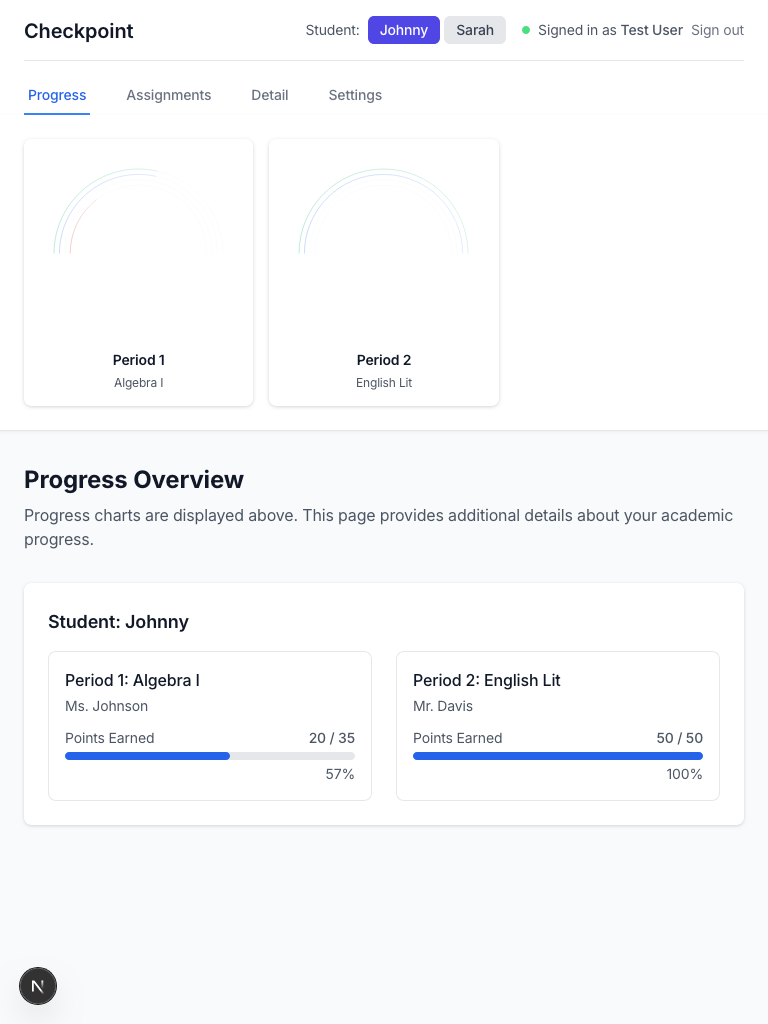 Checkpoint
Student: Johnny Sarah Signed in as Test User Sign out
Progress Assignments Detail Settings
Period 1
Algebra I
Period 2
English Lit
Progress Overview
Progress charts are displayed above. This page provides additional details about your academic
progress.
Student: Johnny
Period 1: Algebra I
Ms. Johnson
Points Earned 20 / 35
57%
Period 2: English Lit
Mr. Davis
Points Earned 50 / 50
100%
N